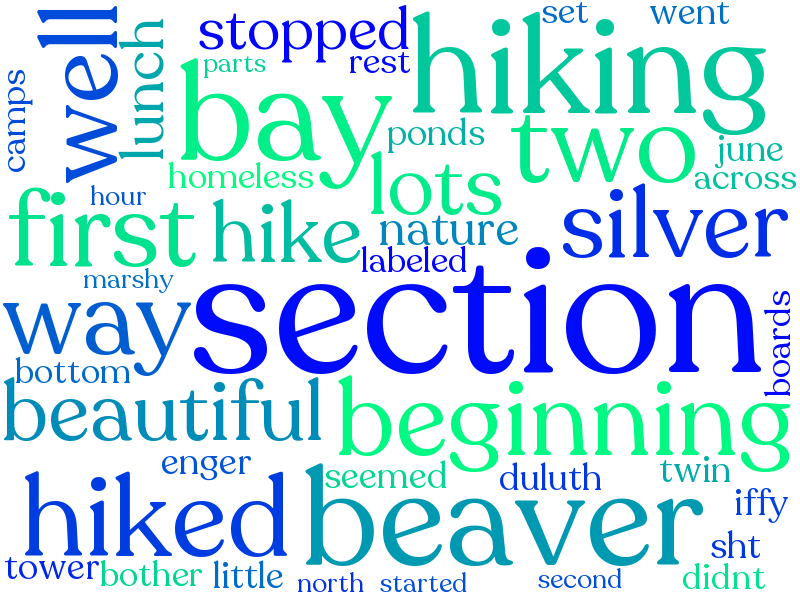 set went
stopped
hiking
well
lunch
parts rest
camps
bay
ponds
two
june
homeless
lots
across
hour
first
hike
nature
silver
labeled
marshy
section
way
boards
bottom
beautiful
beginning
enger
seemed
duluth
twin
hiked
beaver
iffy
sht
tower
bother
little
north
started
second
didnt